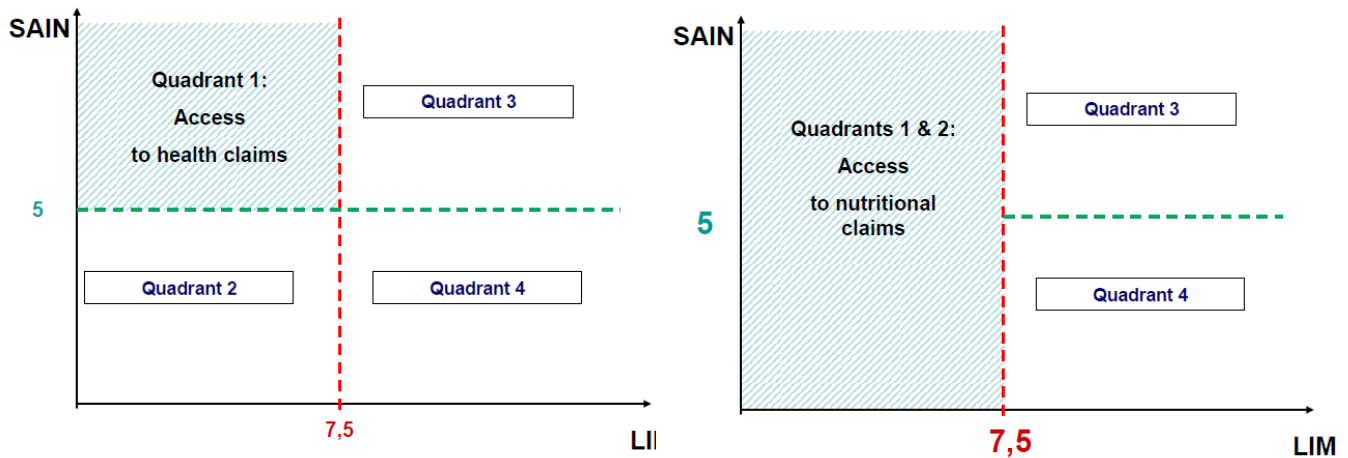 SAIN
Quadrant 1:
Access
to health claims
Quadrant 3
5
Quadrant 2
Quadrant 4
7,5
LI
SAIN
Quadrants 1 & 2:
Access
to nutritional
claims
Quadrant 3
5
Quadrant 4
7,5
LIM